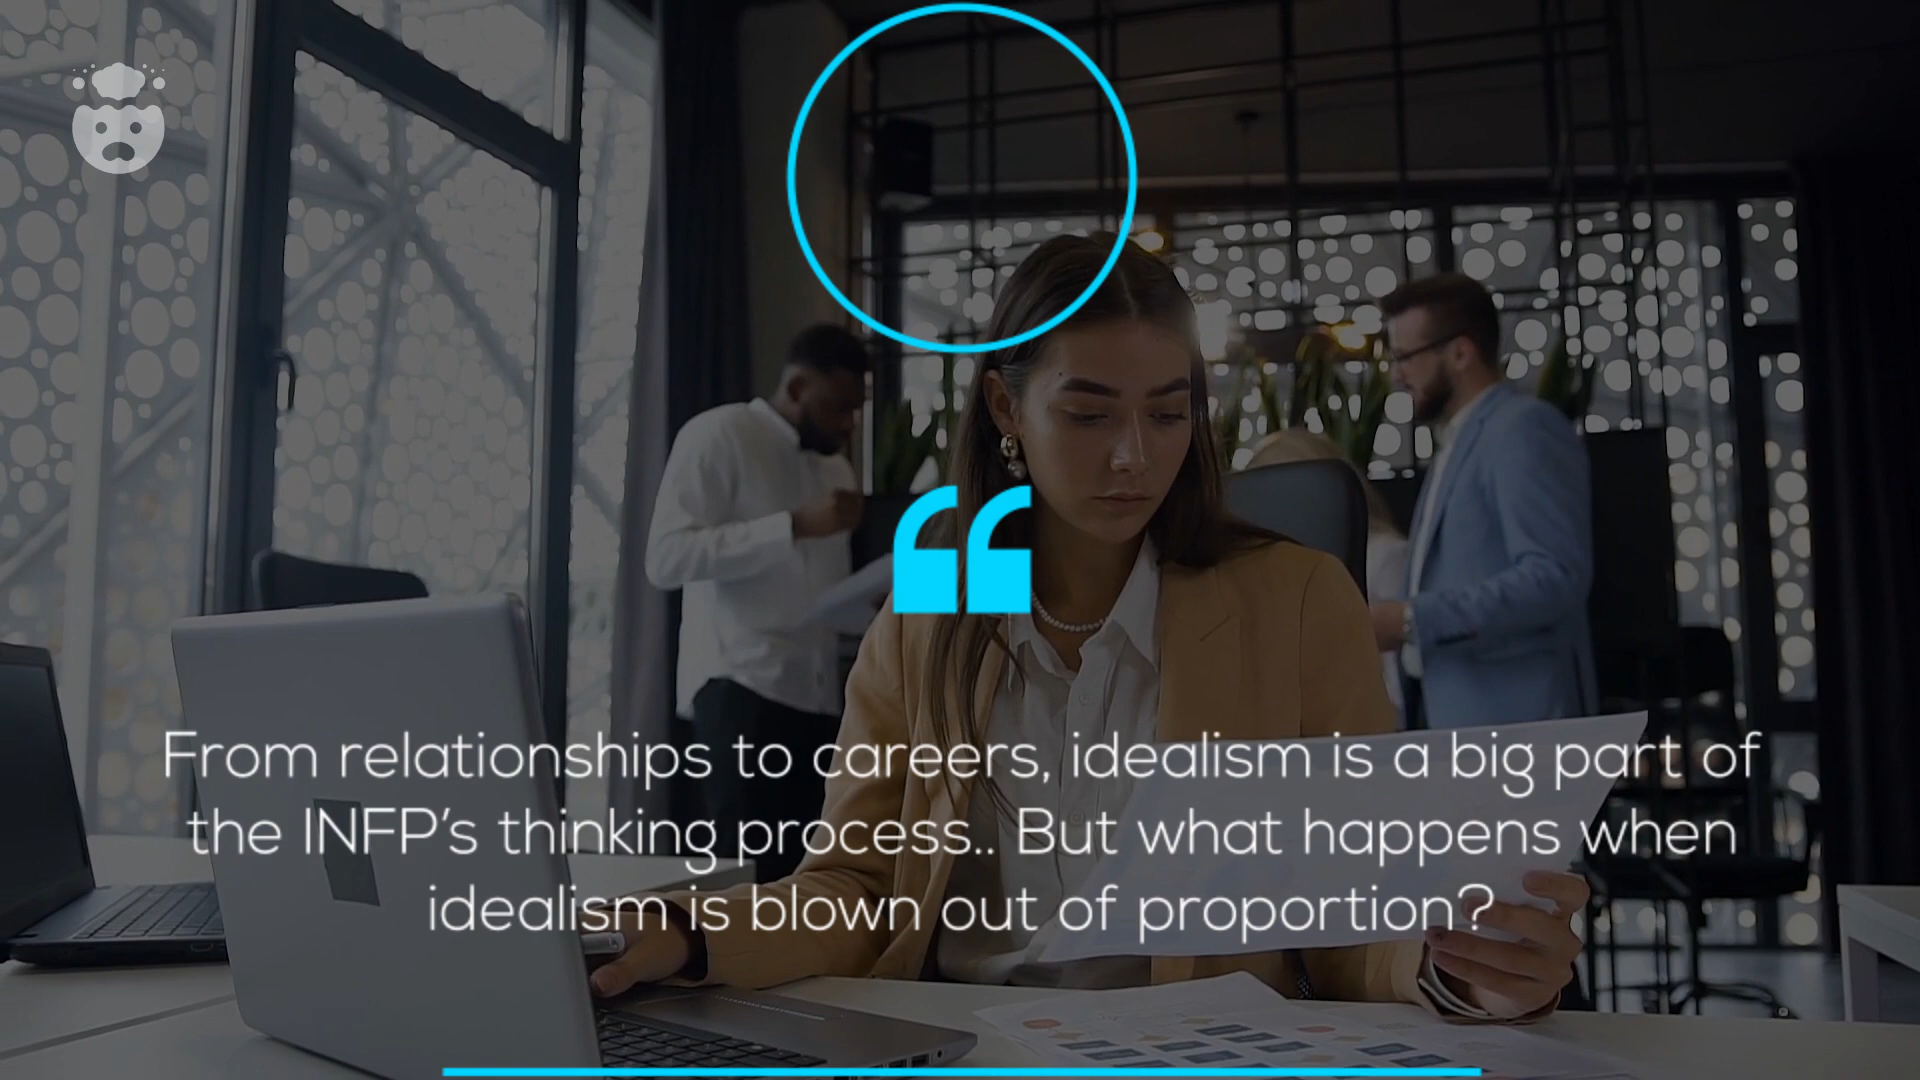 “
From relationships to careers, idealism is a big part of
the INFP’s thinking process.. But what happens when
idealism is blown out of proportion?